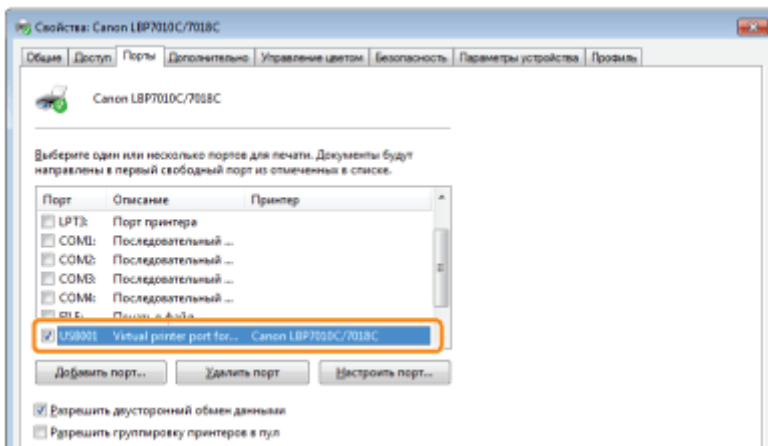 Свойства: Canon LBP7010C/7018C
Общие Доступ Порты Дополнительно Управление цветом Безопасность Параметры устройства Профиль
Canon LBP7010C/7018C
Выберите один или несколько портов для печати. Документы будут
направлены в первый свободный порт из отмеченных в списке.
Порт Описание Принтер
LPT3: Порт принтера
COM1: Последовательный ...
COM2: Последовательный ...
COM3: Последовательный ...
COM4: Последовательный ...
FILE: Печать в файл
USB001 Virtual printer port for... Canon LBP7010C/7018C
Добавить порт... Удалить порт Настроить порт...
Разрешить двусторонний обмен данными
Разрешить группировку принтеров в пул